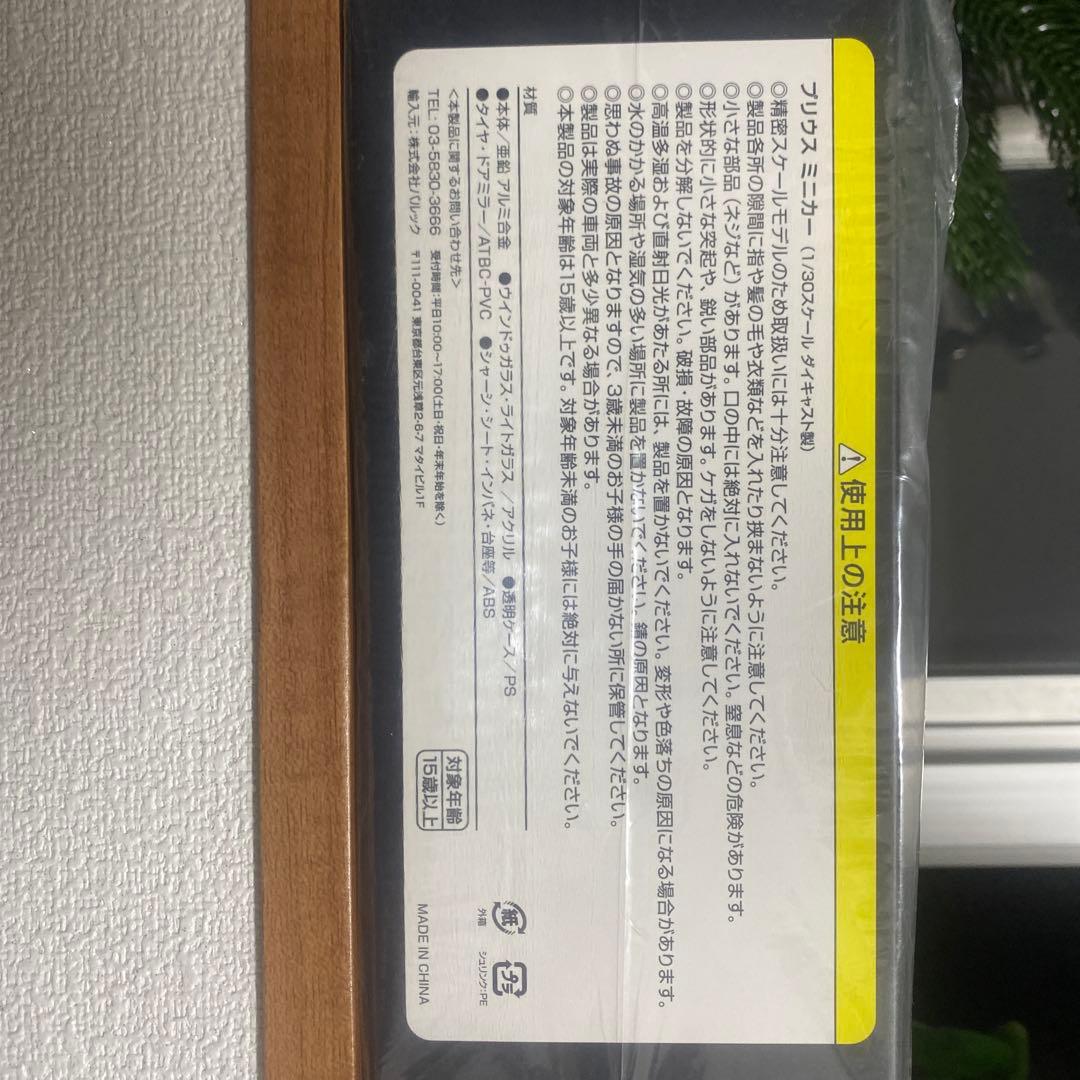 ⚠使用上の注意
プリウス ミニカー (1/30スケール ダイキャスト製)
◎精密スケールモデルのため取扱いには十分注意してください。
◎製品各所の隙間に指や髪の毛や衣類などを入れたり挟まないように注意してください。
◎小さな部品(ネジなど)があります。口の中には絶対に入れないでください。窒息などの危険があります。
◎形状的に小さな突起や、鋭い部品があります。ケガをしないように注意してください。
◎製品を分解しないでください。破損・故障の原因となります。
◎高温多湿および直射日光があたる所には、製品を置かないでください。変形や色落ちの原因になる場合があります。
◎水のかかる場所や湿気の多い場所に製品を置かないでください。錆の原因となります。
◎思わぬ事故の原因となりますので、3歳未満のお子様の手の届かない所に保管してください。
◎製品は実際の車両と多少異なる場合があります。
◎本製品の対象年齢は15歳以上です。対象年齢未満のお子様には絶対に与えないでください。
材質
●本体/亜鉛 アルミ合金 ●ウインドゥガラス・ライトガラス /アクリル ●透明ケース/PS
●タイヤ・ドアミラー/ATBC-PVC ●シャーシ・シート・インパネ・台座等/ABS
<本製品に関するお問い合わせ先>
TEL: 03-5830-3666 受付時間:平日10:00~17:00(土日・祝日・年末年始を除く)
輸入元:株式会社バルック 〒111-0041 東京都台東区元浅草2-6-7 マタイビル1F
対象年齢
15歳以上
紙
外箱
プラ
シュリンク:PE
MADE IN CHINA